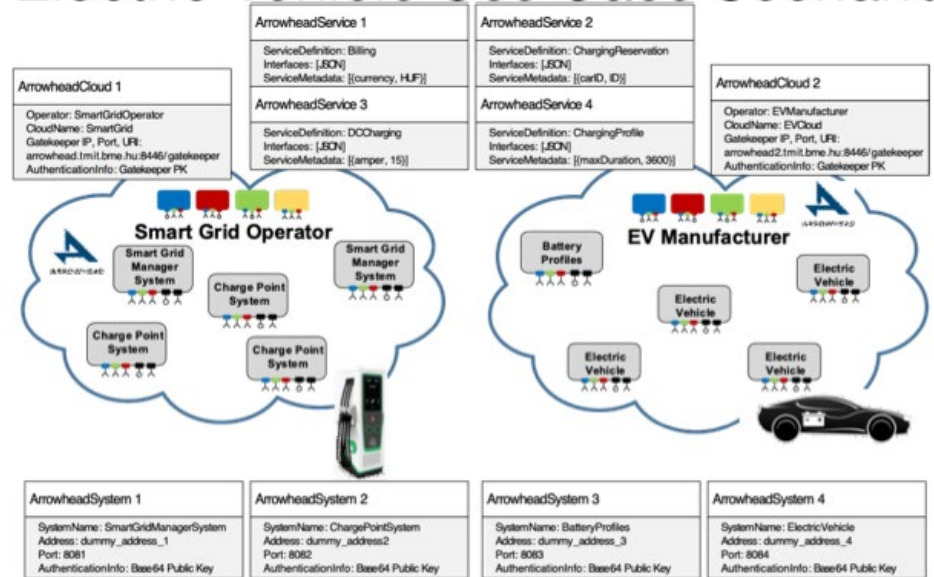 ArrowheadService 1
ServiceDefinition: Billing
Interfaces: [JSON]
ServiceMetadata: [{currency, HUF}]
ArrowheadService 2
ServiceDefinition: ChargingReservation
Interfaces: [JSON]
ServiceMetadata: [{carID, ID}]
ArrowheadCloud 1
Operator: SmartGridOperator
CloudName: SmartGrid
Gatekeeper IP, Port, URI:
arrowhead.tmit.bme.hu:8446/gatekeeper
AuthenticationInfo: Gatekeeper PK
ArrowheadService 3
ServiceDefinition: DCCharging
Interfaces: [JSON]
ServiceMetadata: [{amper, 15}]
ArrowheadService 4
ServiceDefinition: ChargingProfile
Interfaces: [JSON]
ServiceMetadata: [{maxDuration, 3600}]
ArrowheadCloud 2
Operator: EVManufacturer
CloudName: EVCloud
Gatekeeper IP, Port, URI:
arrowhead2.tmit.bme.hu:8446/gatekeeper
AuthenticationInfo: Gatekeeper PK
Smart Grid Operator
ARROWHEAD
Smart Grid
Manager
System
Charge Point
System
Smart Grid
Manager
System
Charge Point
System
Charge Point
System
EV Manufacturer
ARROWHEAD
Battery
Profiles
Electric
Vehicle
Electric
Vehicle
Electric
Vehicle
Electric
Vehicle
ArrowheadSystem 1
SystemName: SmartGridManagerSystem
Address: dummy_address_1
Port: 8081
AuthenticationInfo: Base64 Public Key
ArrowheadSystem 2
SystemName: ChargePointSystem
Address: dummy_address2
Port: 8082
AuthenticationInfo: Base64 Public Key
ArrowheadSystem 3
SystemName: BatteryProfiles
Address: dummy_address_3
Port: 8083
AuthenticationInfo: Base64 Public Key
ArrowheadSystem 4
SystemName: ElectricVehicle
Address: dummy_address_4
Port: 8084
AuthenticationInfo: Base64 Public Key